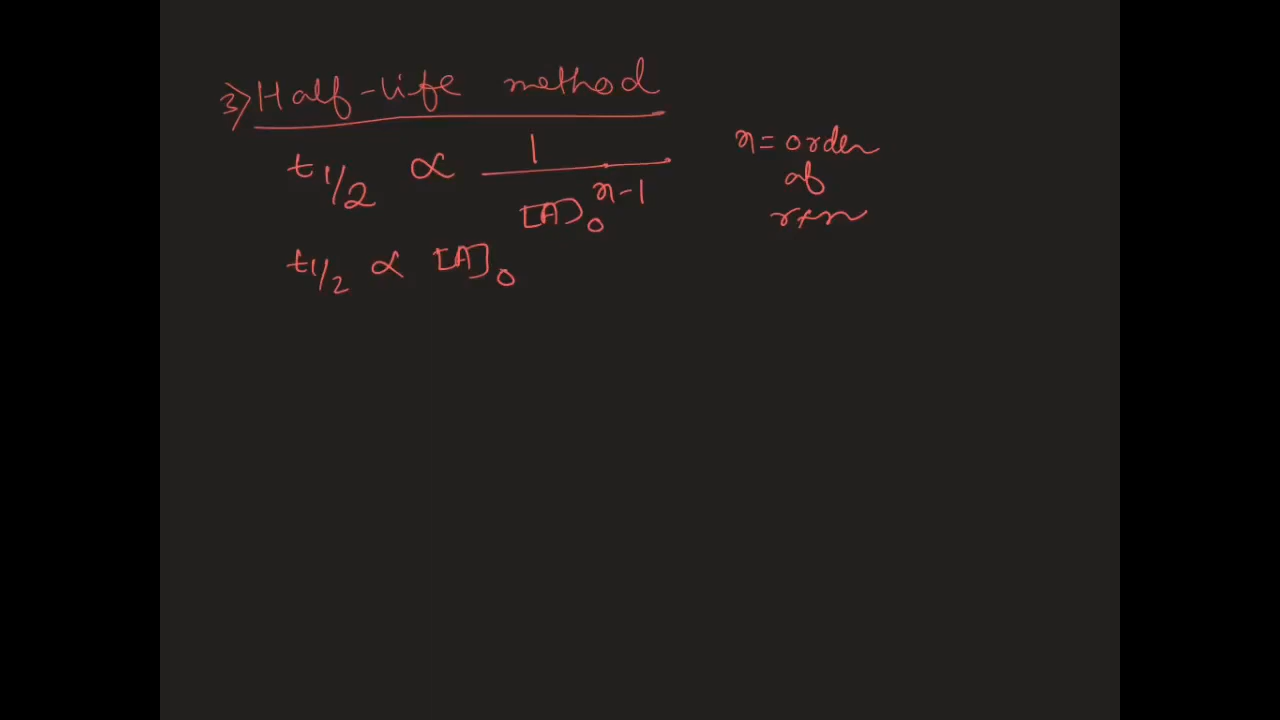 3) Half-life method
t1/2 ∝ 1/[A]0^n-1
n = order
of
rxn
t1/2 ∝ [A]0